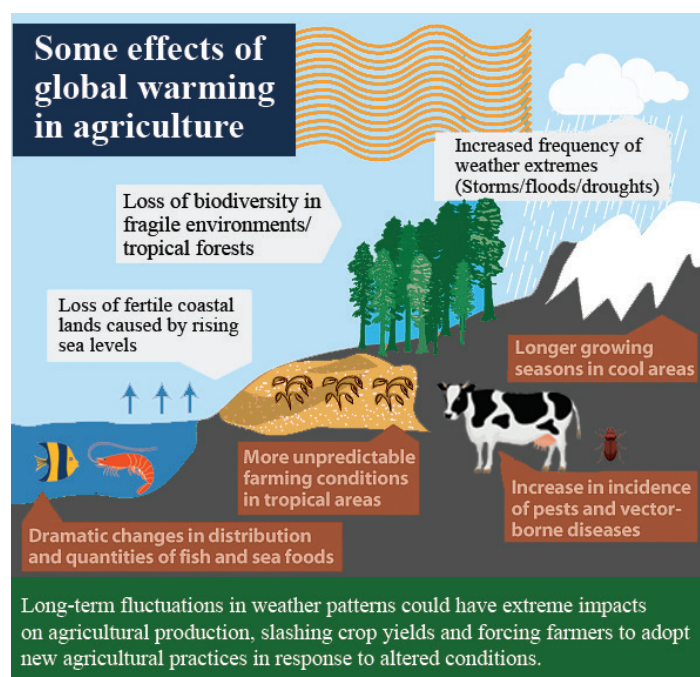 Some effects of
global warming
in agriculture
Increased frequency of
weather extremes
(Storms/floods/droughts)
Loss of biodiversity in
fragile environments/
tropical forests
Loss of fertile coastal
lands caused by rising
sea levels
Longer growing
seasons in cool areas
More unpredictable
farming conditions
in tropical areas
Increase in incidence
of pests and vector-
borne diseases
Dramatic changes in distribution
and quantities of fish and sea foods
Long-term fluctuations in weather patterns could have extreme impacts
on agricultural production, slashing crop yields and forcing farmers to adopt
new agricultural practices in response to altered conditions.